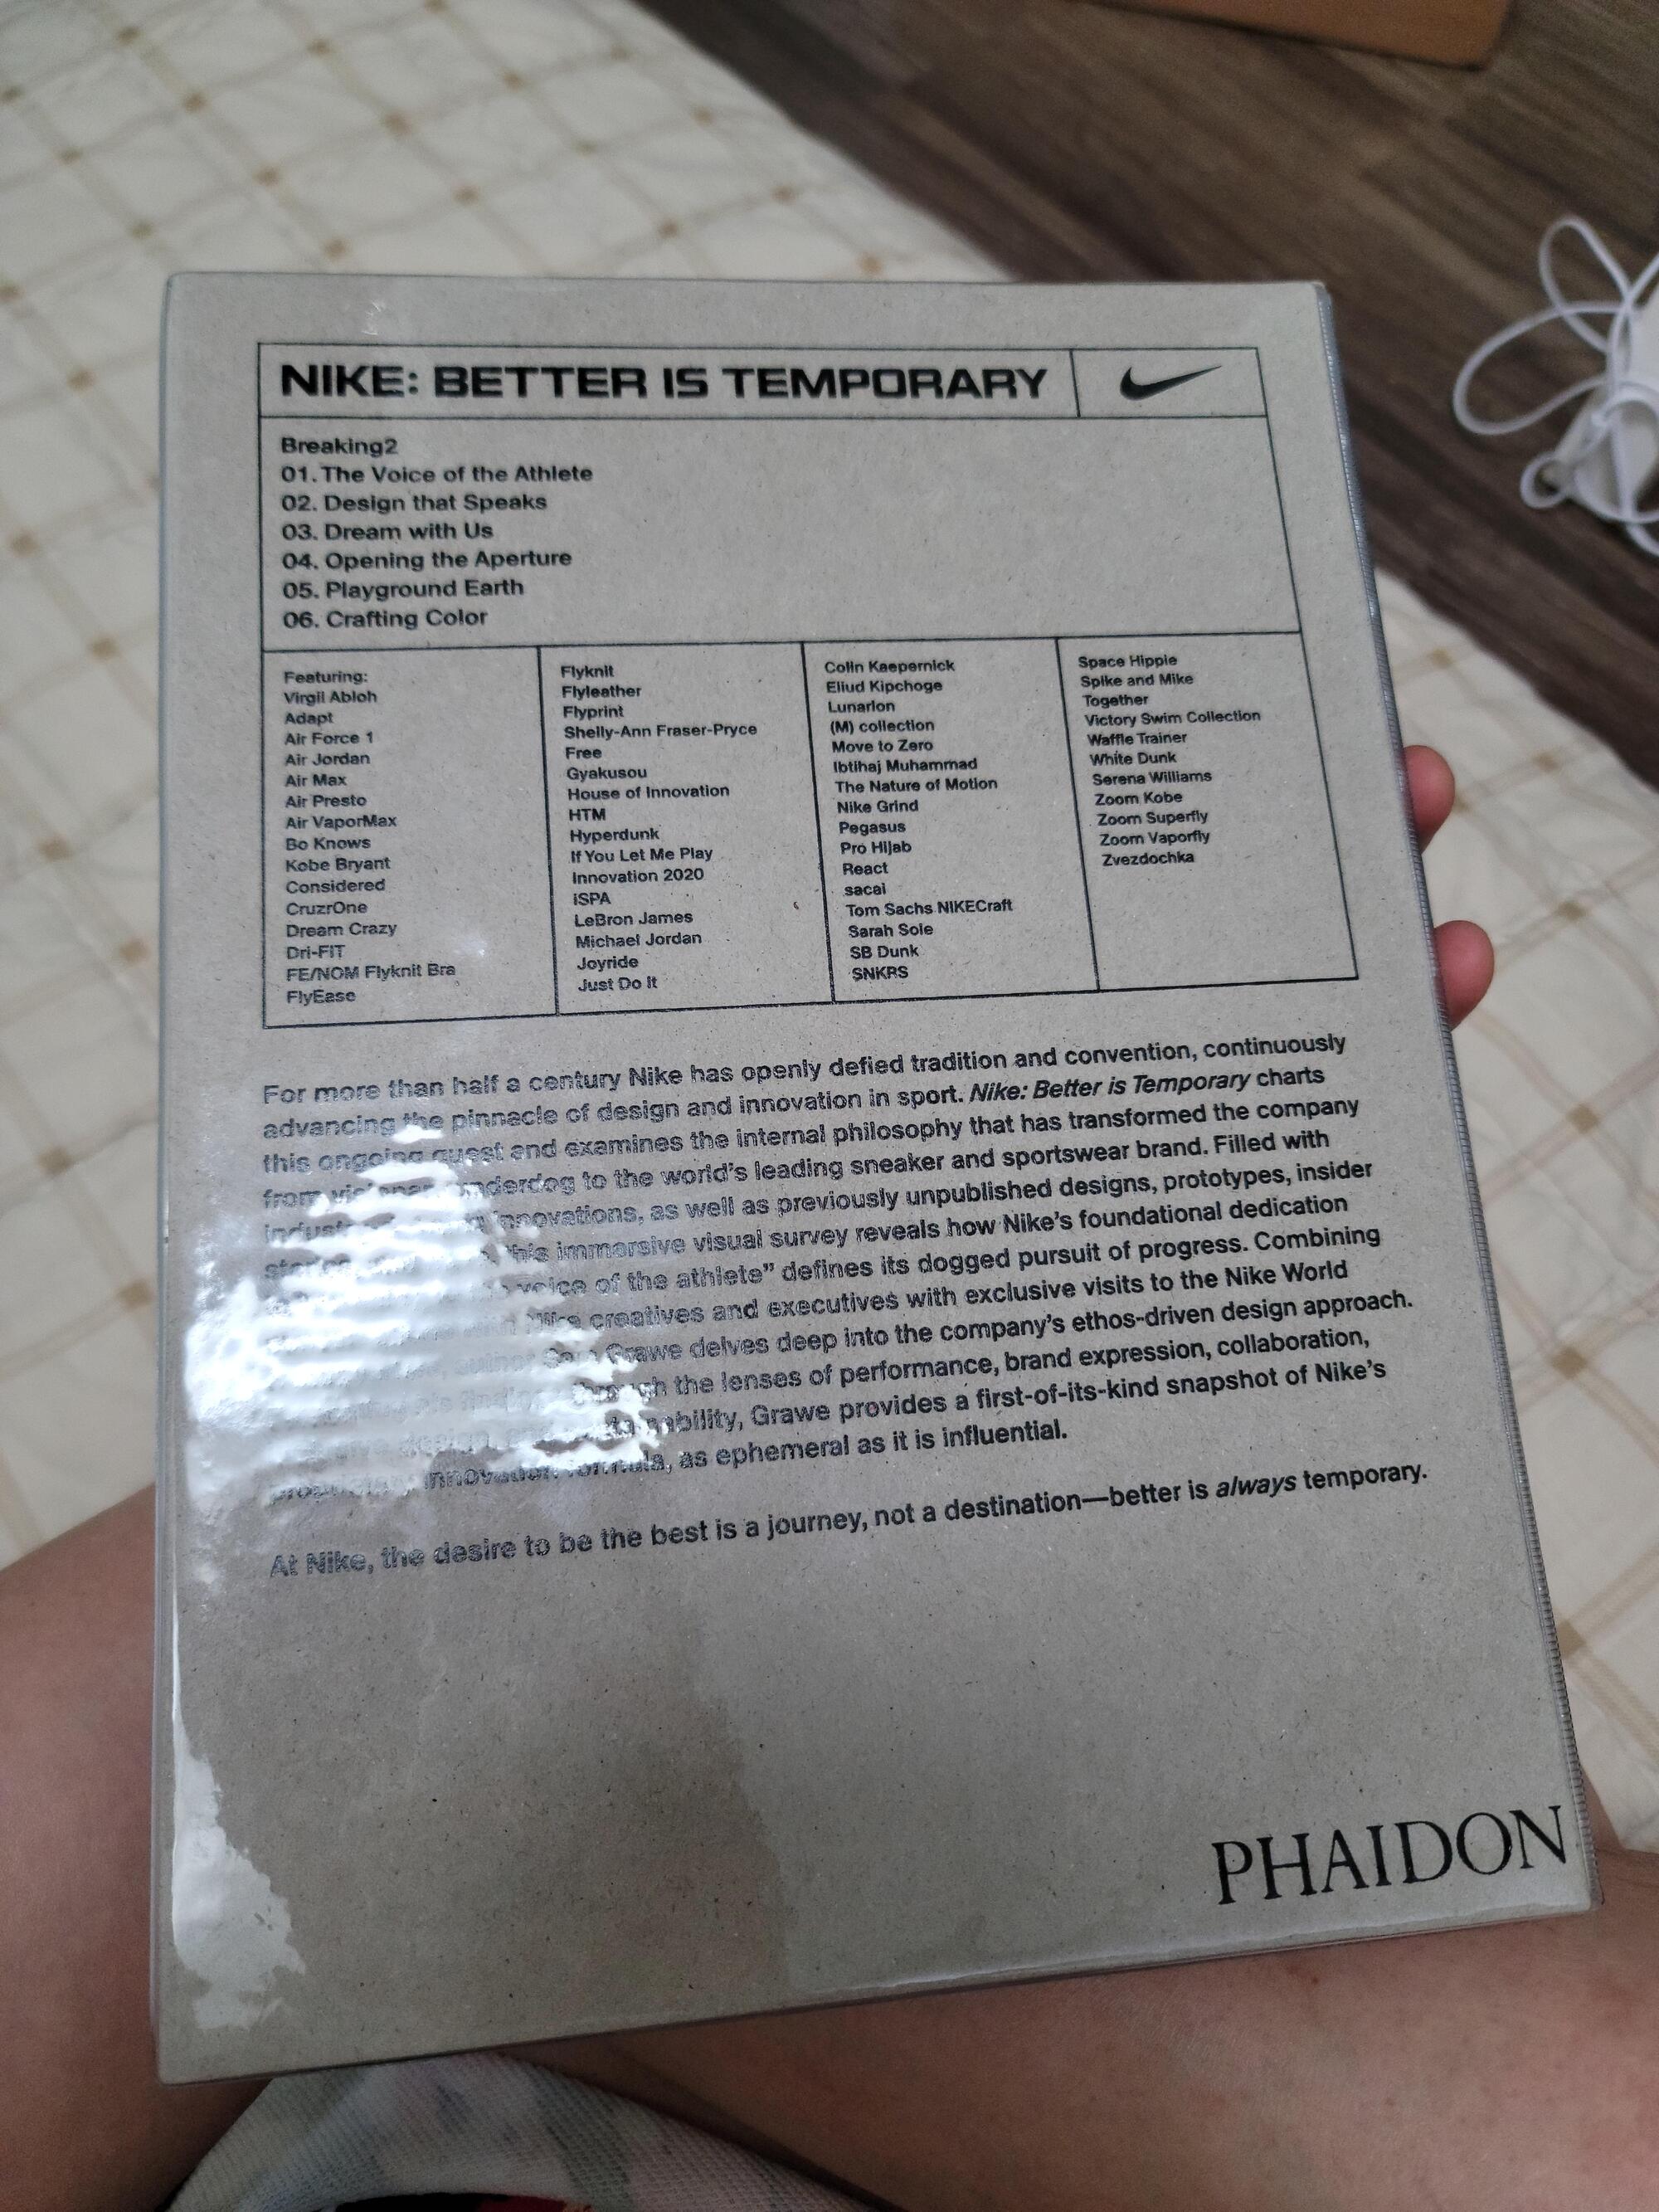 NIKE: BETTER IS TEMPORARY
Breaking2
01. The Voice of the Athlete
02. Design that Speaks
03. Dream with Us
04. Opening the Aperture
05. Playground Earth
06. Crafting Color
Featuring:
Virgil Abloh
Adapt
Air Force 1
Air Jordan
Air Max
Air Presto
Air VaporMax
Bo Knows
Kobe Bryant
Considered
CruzrOne
Dream Crazy
Dri-FIT
FE/NOM Flyknit Bra
FlyEase
Flyknit
Flyleather
Flyprint
Shelly-Ann Fraser-Pryce
Free
Gyakusou
House of Innovation
HTM
Hyperdunk
If You Let Me Play
Innovation 2020
ISPA
LeBron James
Michael Jordan
Joyride
Just Do It
Colin Kaepernick
Eliud Kipchoge
Lunarlon
(M) collection
Move to Zero
Ibtihaj Muhammad
The Nature of Motion
Nike Grind
Pegasus
Pro Hijab
React
sacai
Tom Sachs NIKECraft
Sarah Sole
SB Dunk
SNKRS
Space Hippie
Spike and Mike
Together
Victory Swim Collection
Waffle Trainer
White Dunk
Serena Williams
Zoom Kobe
Zoom Superfly
Zoom Vaporfly
Zvezdochka
For more than half a century Nike has openly defied tradition and convention, continuously
advancing the pinnacle of design and innovation in sport. Nike: Better is Temporary charts
this ongoing quest and examines the internal philosophy that has transformed the company
from underdog to the world's leading sneaker and sportswear brand. Filled with
innovations, as well as previously unpublished designs, prototypes, insider
this immersive visual survey reveals how Nike's foundational dedication
voice of the athlete" defines its dogged pursuit of progress. Combining
Nike creatives and executives with exclusive visits to the Nike World
Grawe delves deep into the company's ethos-driven design approach.
through the lenses of performance, brand expression, collaboration,
Grawe provides a first-of-its-kind snapshot of Nike's
innovation formula, as ephemeral as it is influential.
At Nike, the desire to be the best is a journey, not a destination—better is always temporary.
PHAIDON